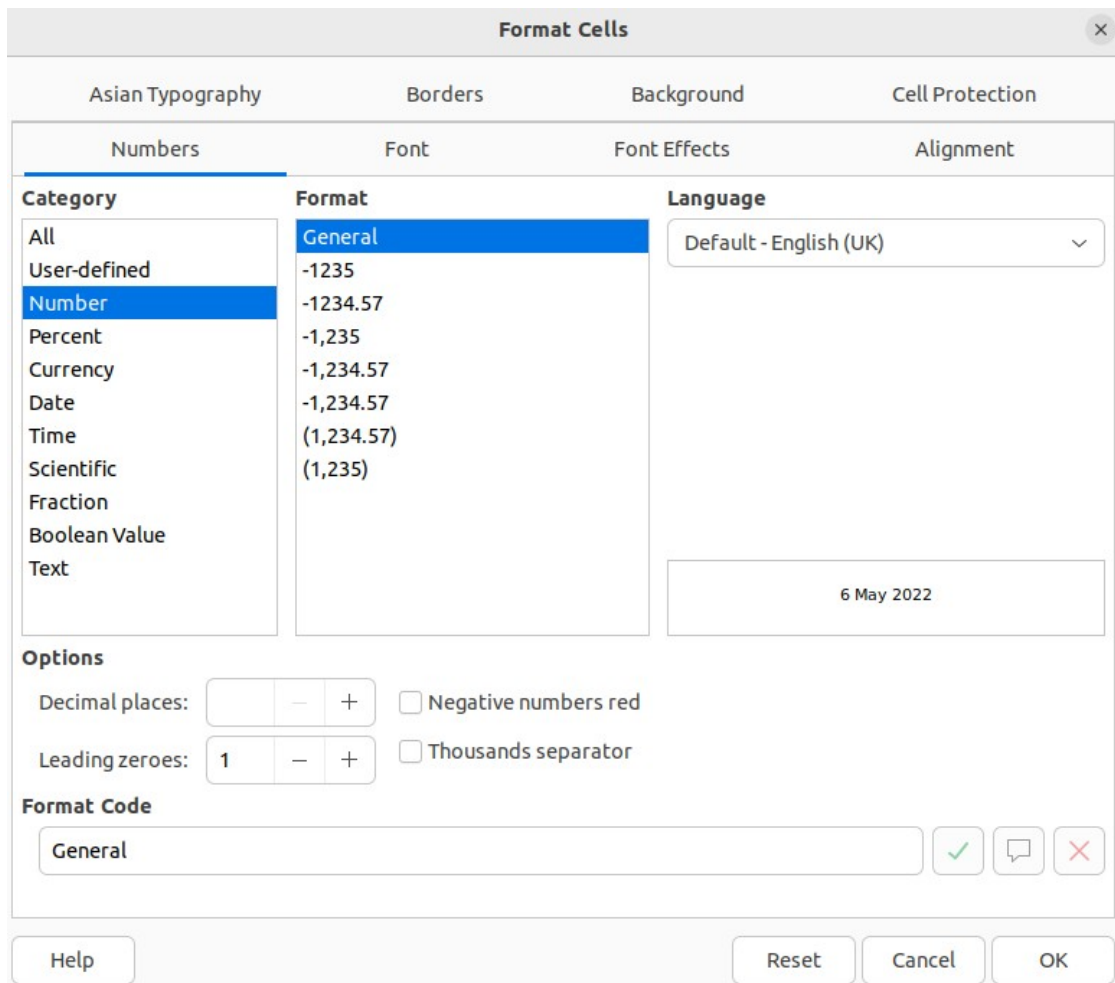 Format Cells
Asian Typography Borders Background Cell Protection
Numbers Font Font Effects Alignment
Category
All
User-defined
Number
Percent
Currency
Date
Time
Scientific
Fraction
Boolean Value
Text
Format
General
-1235
-1234.57
-1,235
-1,234.57
-1,234.57
(1,234.57)
(1,235)
Language
Default - English (UK)
6 May 2022
Options
Decimal places:
Negative numbers red
Leading zeroes: 1
Thousands separator
Format Code
General
Help Reset Cancel OK